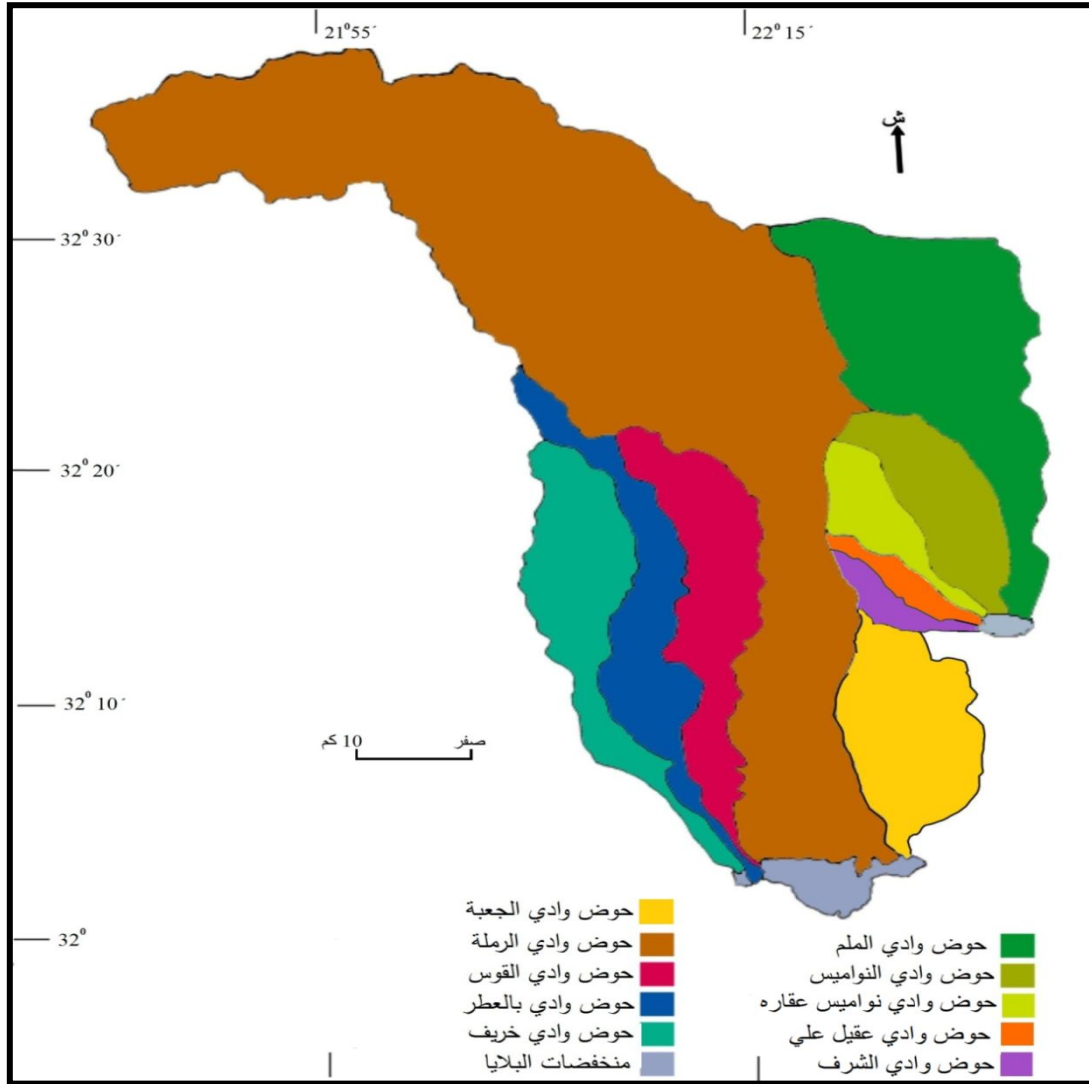 21° 55´
22° 15´
ش
32° 30´
32° 20´
32° 10´
32°
صفر 10 كم
حوض وادي الجعبة
حوض وادي الرملة
حوض وادي القوس
حوض وادي بالعطر
حوض وادي خريف
منخفضات البلايا
حوض وادي الملم
حوض وادي النواميس
حوض وادي نواميس عقاره
حوض وادي عقيل علي
حوض وادي الشرف